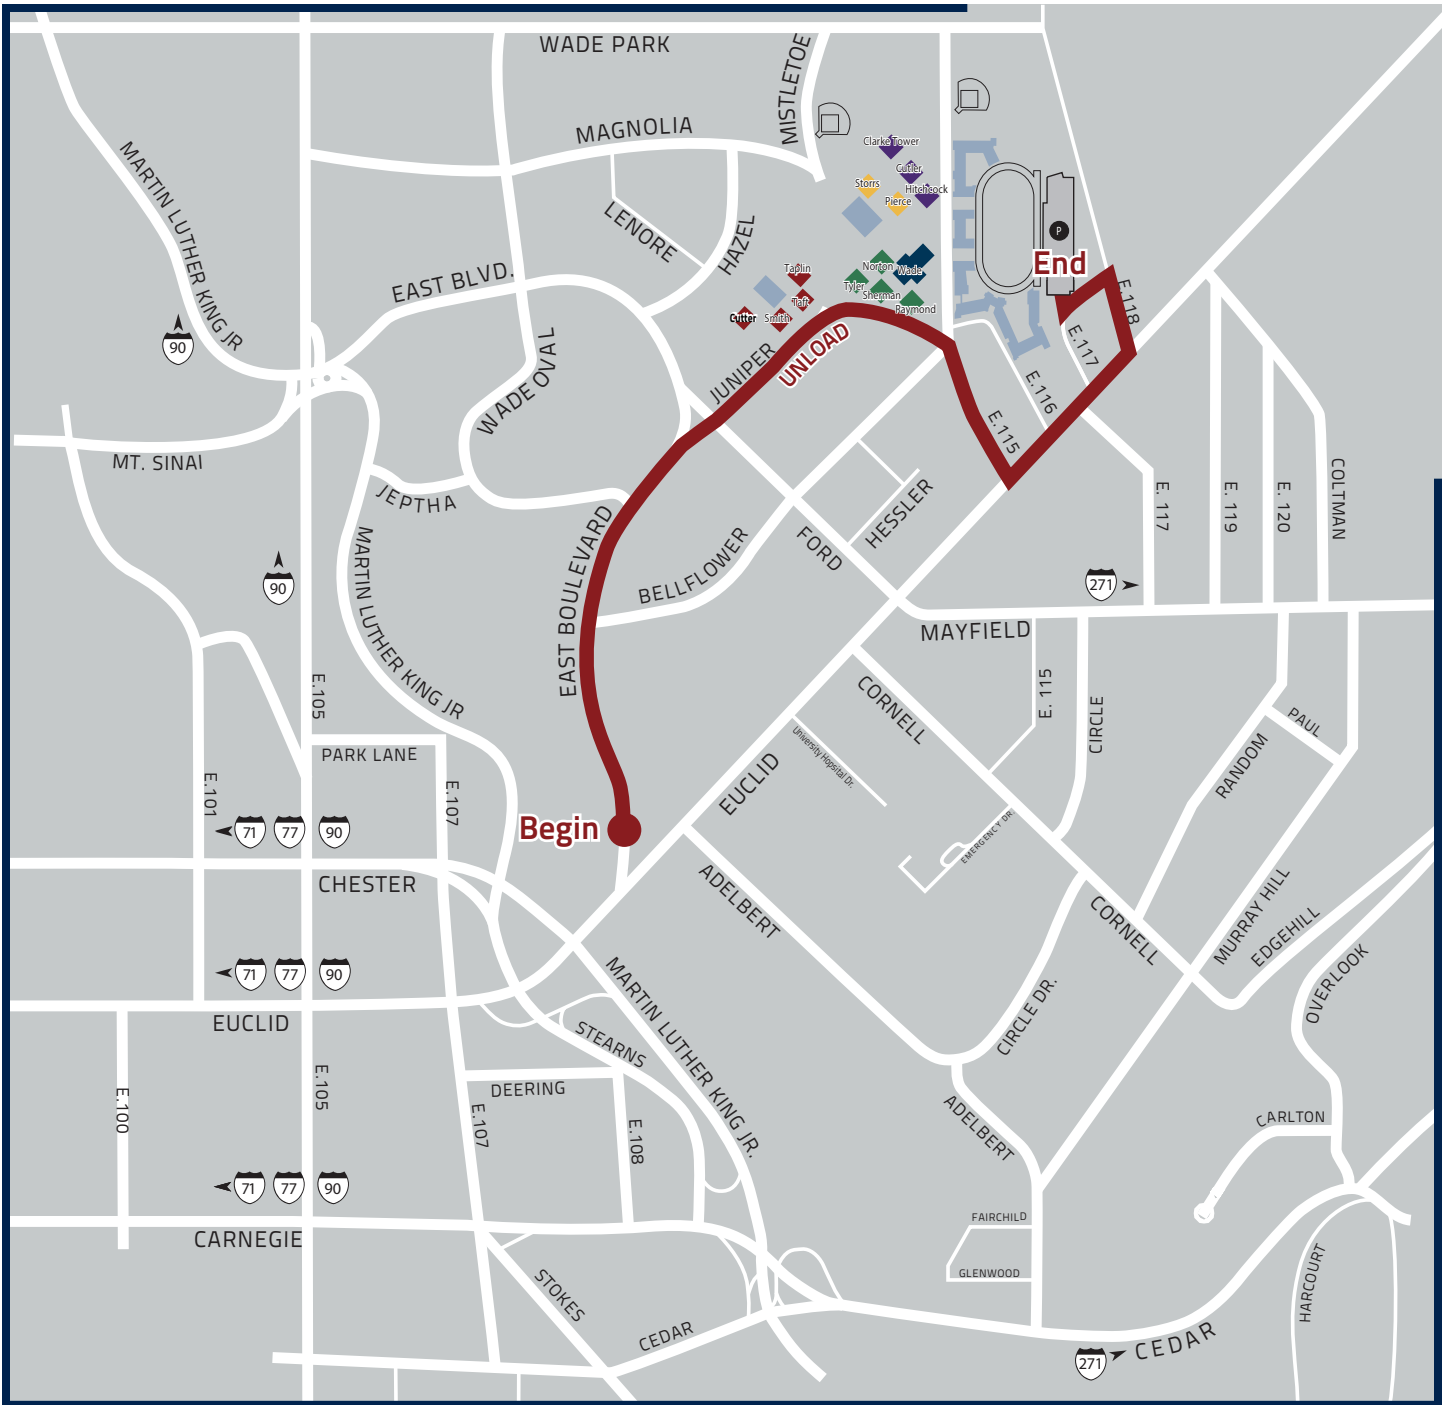 WADE PARK
MISTLETOE
MAGNOLIA
MARTIN LUTHER KING JR
Clarke Tower
Cutler
Storrs
Hitchcock
Pierce
LENORE
HAZEL
P
End
EAST BLVD.
Taplin
Norton
Wade
Tyler
Sherman
Taft
Raymond
Cutter
Smith
E.118
90
JUNIPER
UNLOAD
E.117
WADE OVAL
E.116
E.115
MT. SINAI
JEPTHA
HESSLER
E. 117
E. 119
E. 120
COLTMAN
FORD
EAST BOULEVARD
BELLFLOWER
MARTIN LUTHER KING JR
90
271
MAYFIELD
E.105
CORNELL
E. 115
CIRCLE
PAUL
RANDOM
PARK LANE
University Hopsital Dr.
EUCLID
E.101
E.107
71
77
90
Begin
EMERGENCY DR.
CHESTER
ADELBERT
CORNELL
MURRAY HILL
EDGEHILL
OVERLOOK
71
77
90
MARTIN LUTHER KING JR.
CIRCLE DR.
EUCLID
STEARNS
E.105
DEERING
E.100
E.107
E.108
ADELBERT
CARLTON
71
77
90
FAIRCHILD
CARNEGIE
GLENWOOD
HARCOURT
STOKES
CEDAR
CEDAR
271